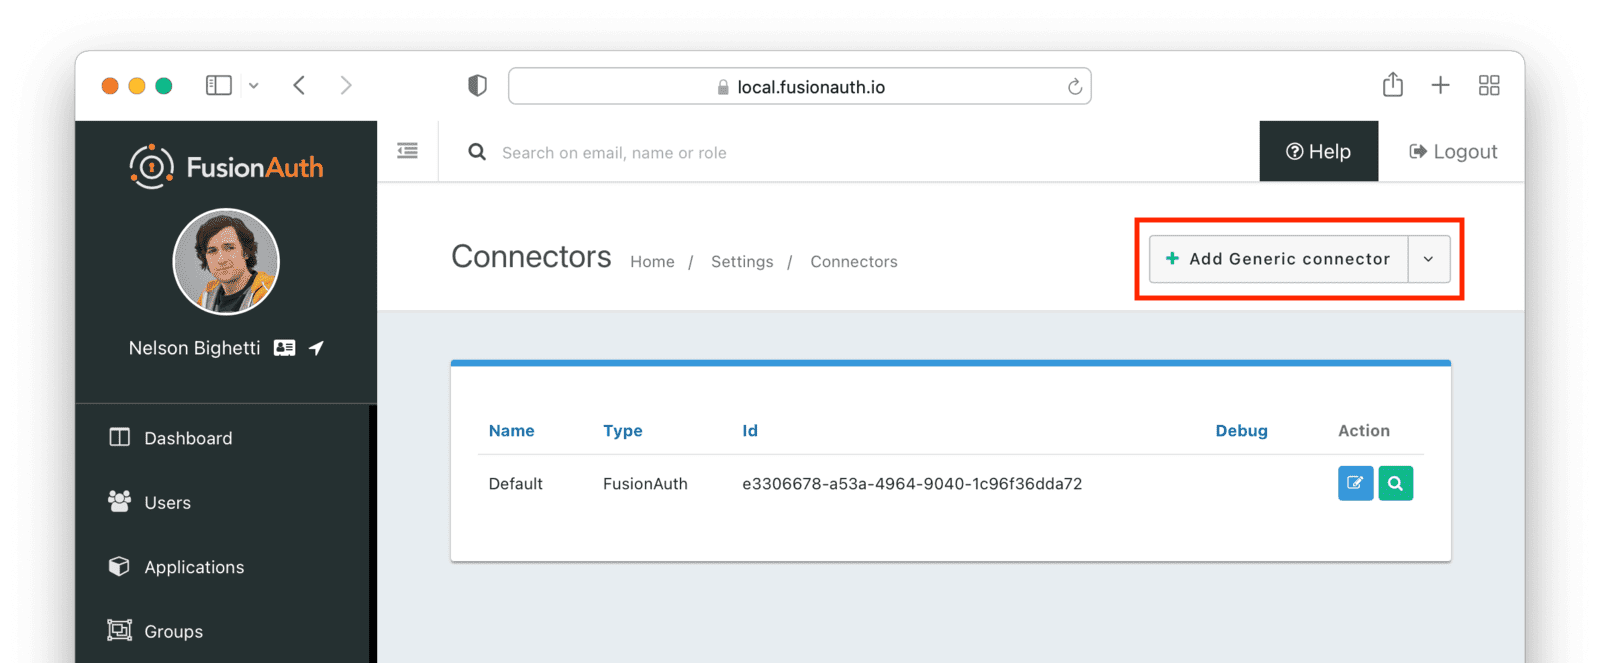 local.fusionauth.io
FusionAuth
Search on email, name or role
Help
Logout
Nelson Bighetti
Connectors
Home / Settings / Connectors
Add Generic connector
Dashboard
Users
Applications
Groups
Name Type Id Debug Action
Default FusionAuth e3306678-a53a-4964-9040-1c96f36dda72